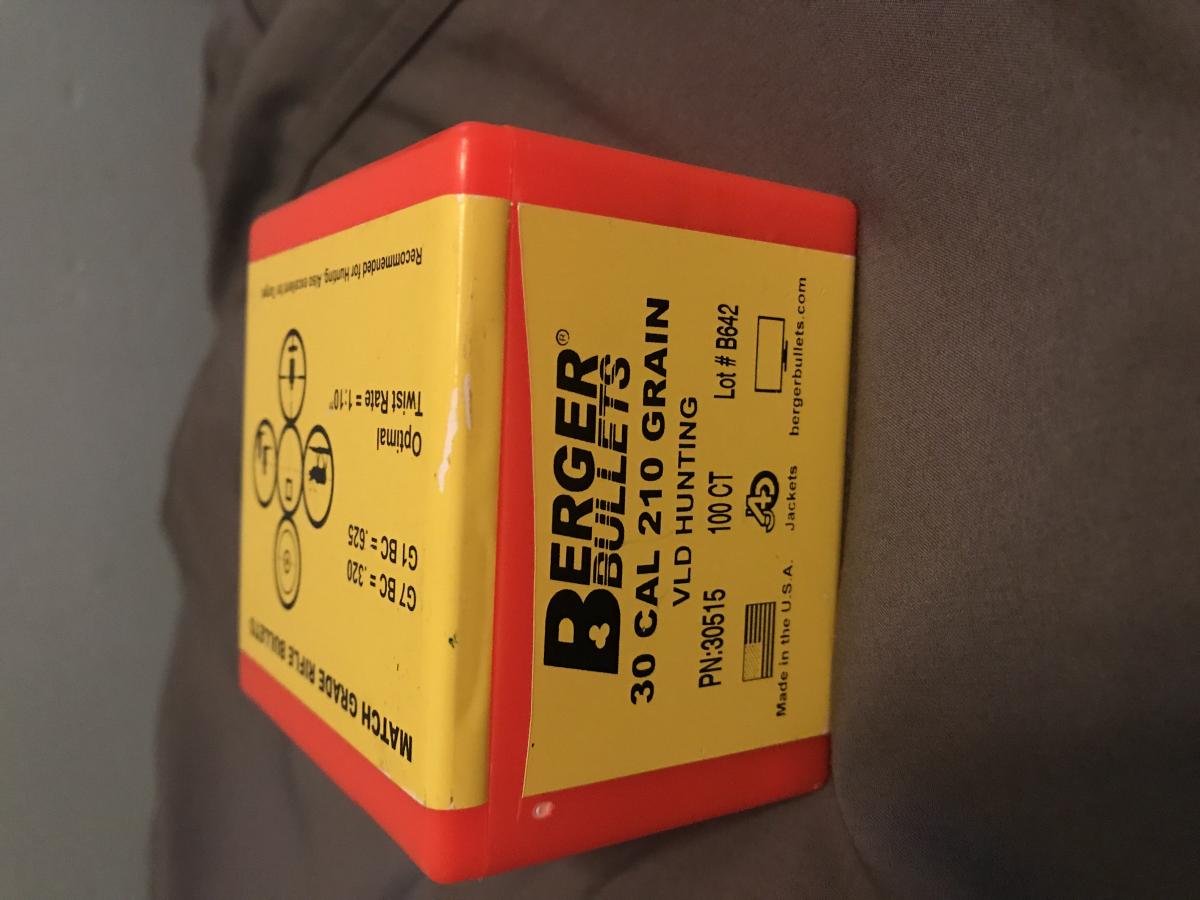 BERGER®
BULLETS
30 CAL 210 GRAIN
VLD HUNTING
PN:30515 100 CT Lot # B642
J4
Made in the U.S.A. Jackets bergerbullets.com
MATCH GRADE RIFLE BULLETS
G7 BC = .320 Optimal
G1 BC = .625 Twist Rate = 1:10"
Recommended for Hunting. Also excellent for Target.